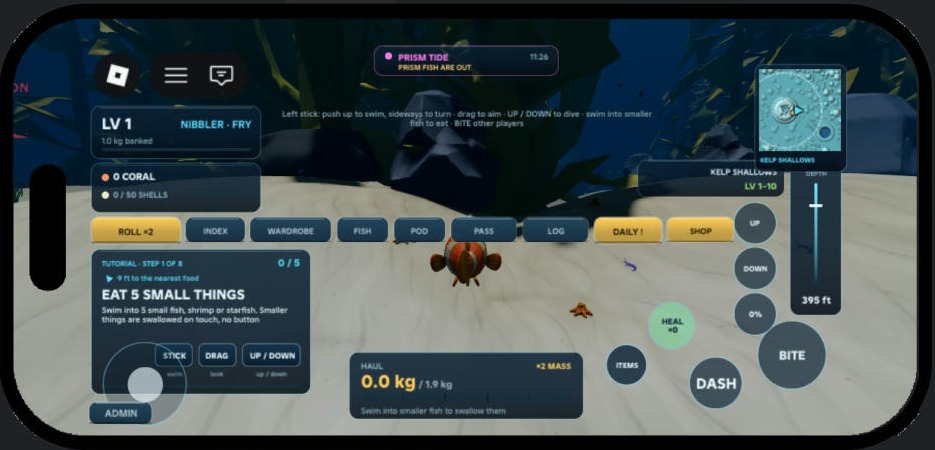 ON
PRISM TIDE 11:26
PRISM FISH ARE OUT
LV 1 NIBBLER · FRY
1.0 kg banked
Left stick: push up to swim, sideways to turn · drag to aim · UP / DOWN to dive · swim into smaller
fish to eat · BITE other players
KELP SHALLOWS
KELP SHALLOWS
LV 1–10
DEPTH
0 CORAL
0 / 50 SHELLS
ROLL ×2
INDEX
WARDROBE
FISH
POD
PASS
LOG
DAILY !
SHOP
UP
DOWN
0%
395 ft
TUTORIAL · STEP 1 OF 8 0 / 5
9 ft to the nearest food
EAT 5 SMALL THINGS
Swim into 5 small fish, shrimp or starfish. Smaller
things are swallowed on touch, no button
STICK DRAG UP / DOWN
swim look up / down
ADMIN
HAUL ×2 MASS
0.0 kg / 1.9 kg
Swim into smaller fish to swallow them
HEAL
×0
ITEMS
DASH
BITE